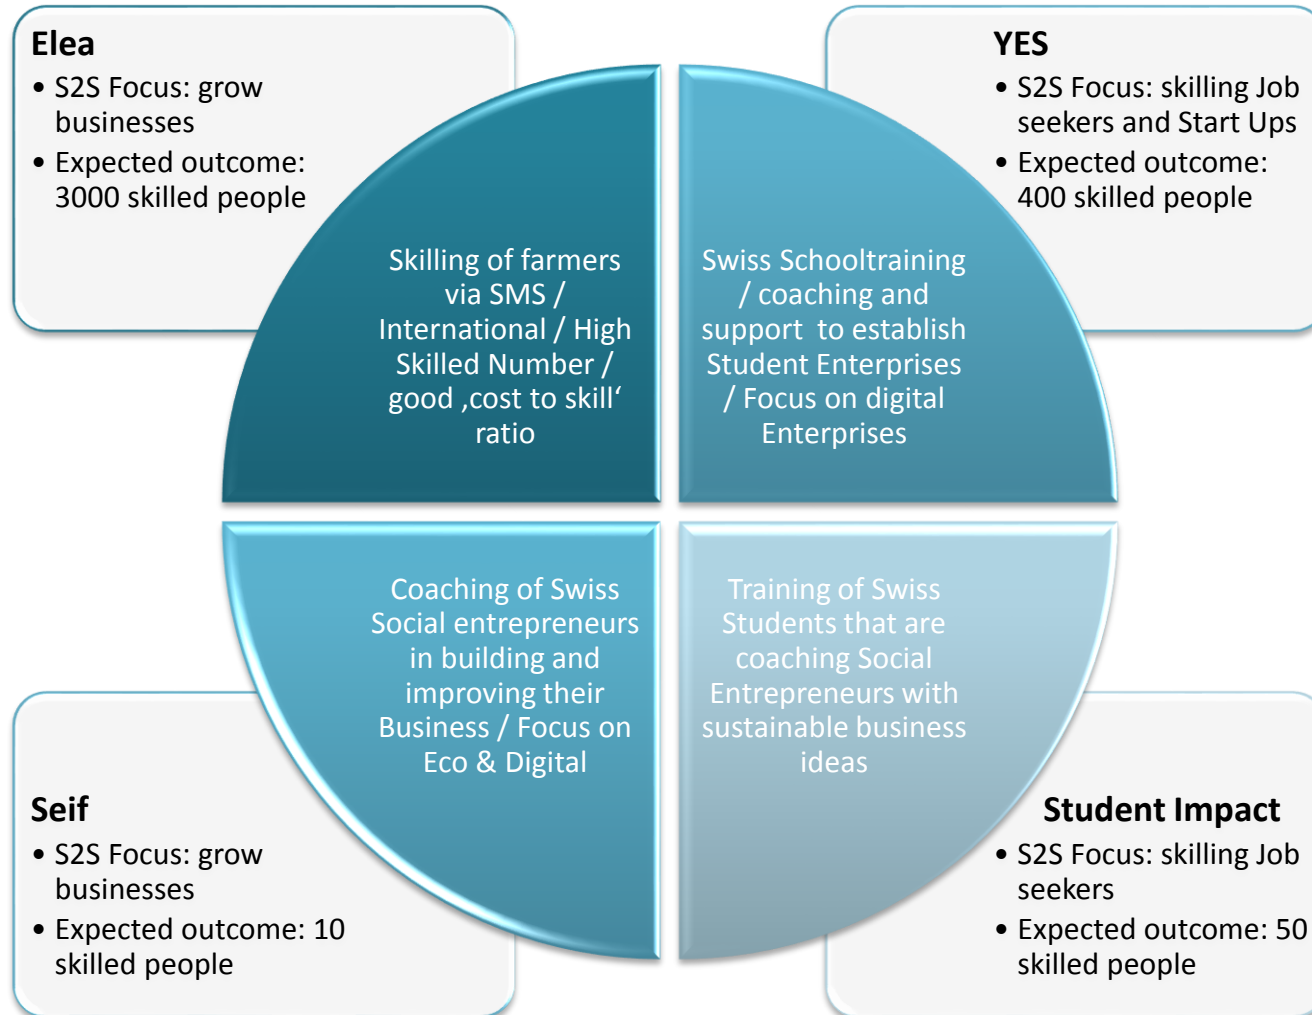 Elea
• S2S Focus: grow
businesses
• Expected outcome:
3000 skilled people
YES
• S2S Focus: skilling Job
seekers and Start Ups
• Expected outcome:
400 skilled people
Skilling of farmers
via SMS /
International / High
Skilled Number /
good ‚cost to skill‘
ratio
Swiss Schooltraining
/ coaching and
support  to establish
Student Enterprises
/ Focus on digital
Enterprises
Coaching of Swiss
Social entrepreneurs
in building and
improving their
Business / Focus on
Eco & Digital
Training of Swiss
Students that are
coaching Social
Entrepreneurs with
sustainable business
ideas
Seif
• S2S Focus: grow
businesses
• Expected outcome: 10
skilled people
Student Impact
• S2S Focus: skilling Job
seekers
• Expected outcome: 50
skilled people